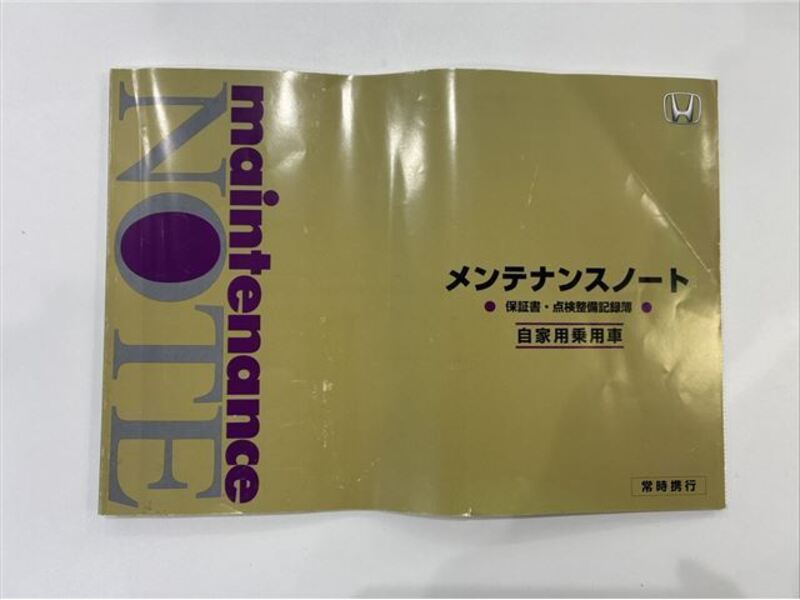 maintenance
NOTE
メンテナンスノート
● 保証書・点検整備記録簿 ●
自家用乗用車
常時携行